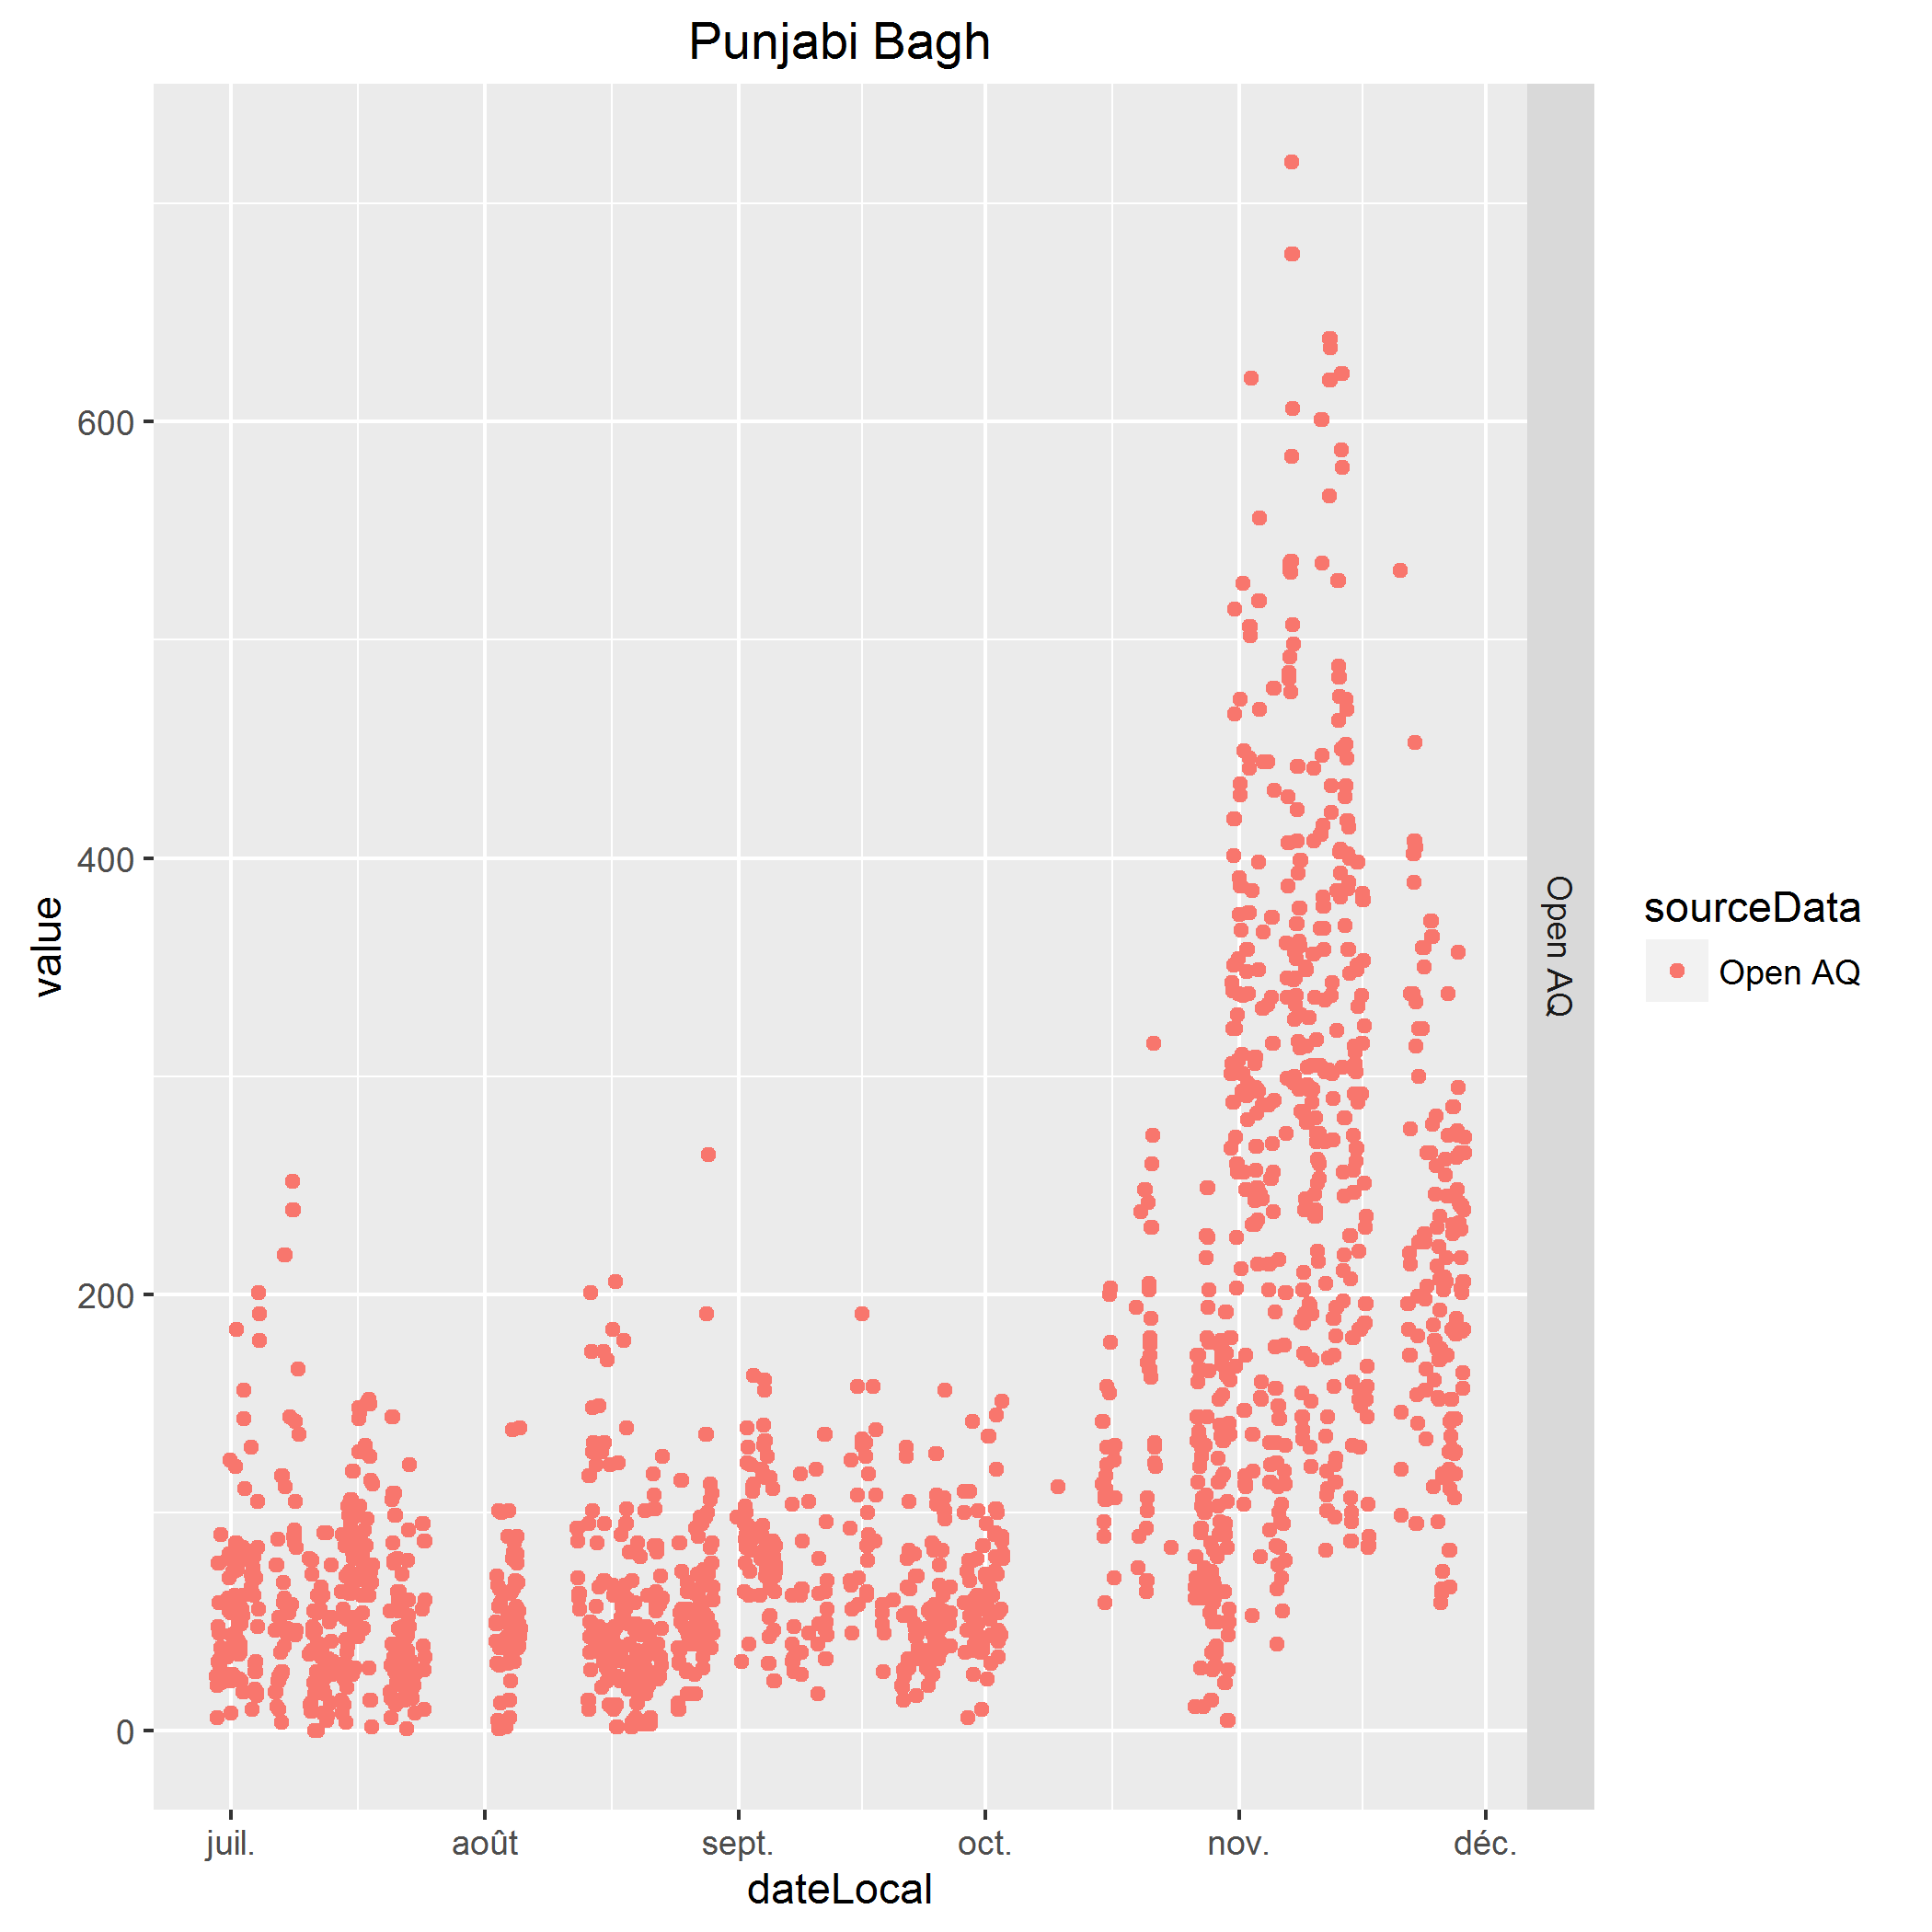 Punjabi Bagh
600
400
200
0
value
juil.
août
sept.
oct.
nov.
déc.
dateLocal
Open AQ
sourceData
Open AQ